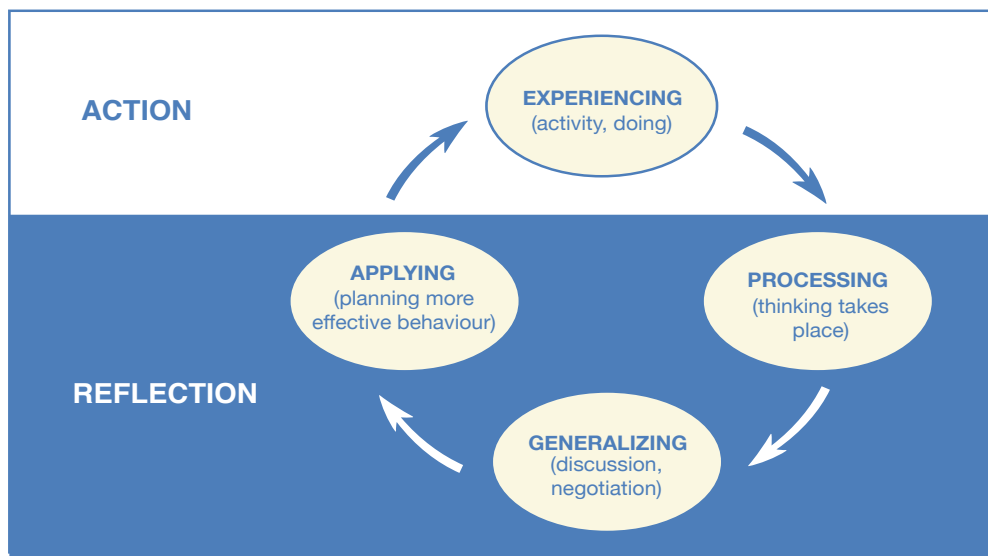 ACTION
EXPERIENCING
(activity, doing)
APPLYING
(planning more
effective behaviour)
PROCESSING
(thinking takes
place)
REFLECTION
GENERALIZING
(discussion,
negotiation)